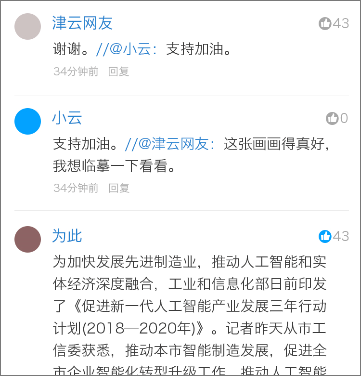 津云网友 43
谢谢。//@小云：支持加油。
34分钟前 回复
小云 0
支持加油。//@津云网友：这张画画得真好，
我想临摹一下看看。
34分钟前 回复
为此 43
为加快发展先进制造业，推动人工智能和实
体经济深度融合，工业和信息化部日前印发
了《促进新一代人工智能产业发展三年行动
计划(2018—2020年)》。记者昨天从市工
信委获悉，推动本市智能制造发展，促进全
市企业智能化转型升级工作，推动人工智能